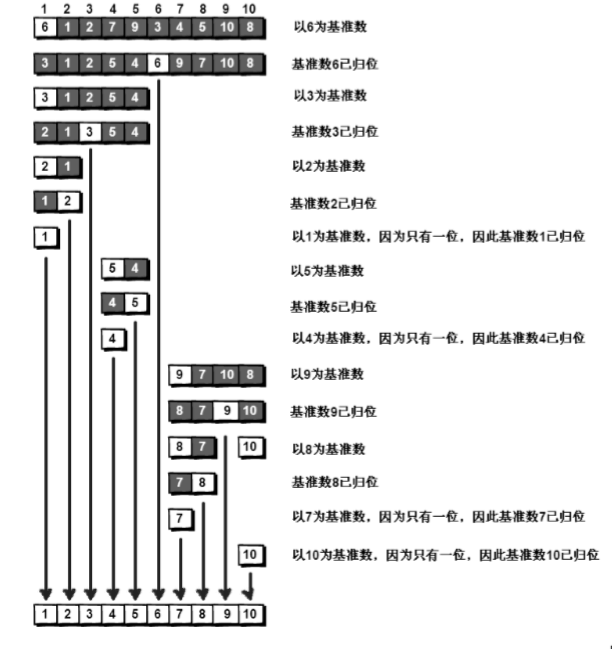 1 2 3 4 5 6 7 8 9 10
6 1 2 7 9 3 4 5 10 8 以6为基准数
3 1 2 5 4 6 9 7 10 8 基准数6已归位
3 1 2 5 4 以3为基准数
2 1 3 5 4 基准数3已归位
2 1 以2为基准数
1 2 基准数2已归位
1 以1为基准数，因为只有一位，因此基准数1已归位
5 4 以5为基准数
4 5 基准数5已归位
4 以4为基准数，因为只有一位，因此基准数4已归位
9 7 10 8 以9为基准数
8 7 9 10 基准数9已归位
8 7 10 以8为基准数
7 8 基准数8已归位
7 以7为基准数，因为只有一位，因此基准数7已归位
10 以10为基准数，因为只有一位，因此基准数10已归位
1 2 3 4 5 6 7 8 9 10